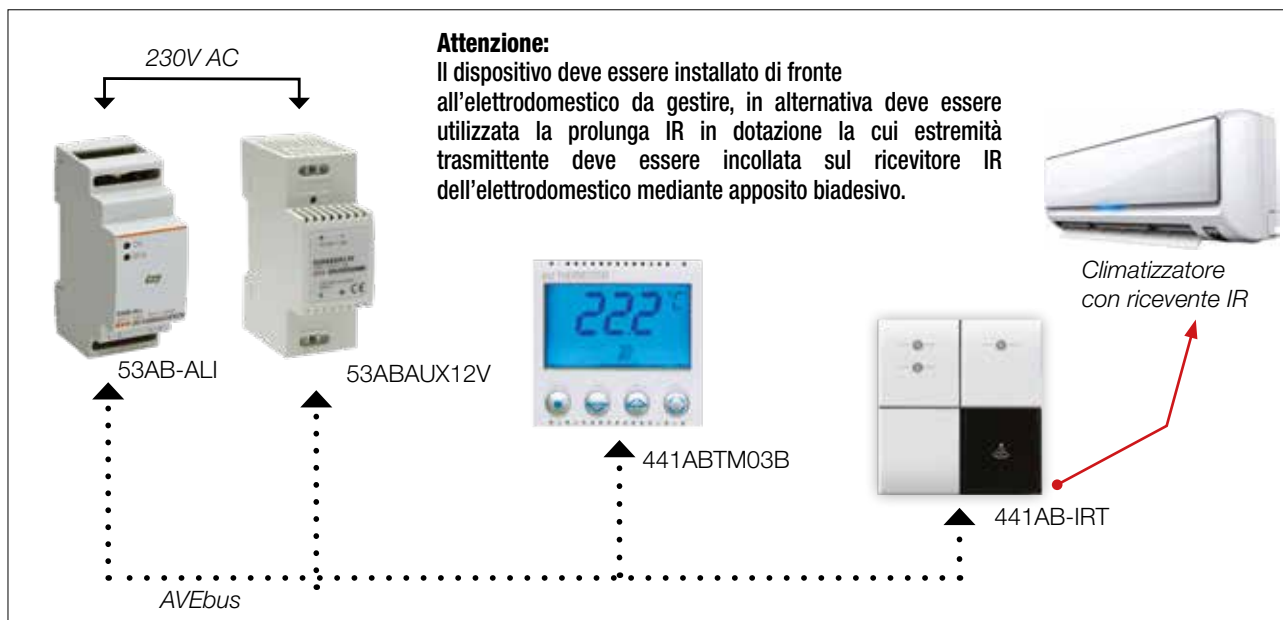 230V AC
Attenzione:
Il dispositivo deve essere installato di fronte
all'elettrodomestico da gestire, in alternativa deve essere
utilizzata la prolunga IR in dotazione la cui estremità
trasmittente deve essere incollata sul ricevitore IR
dell'elettrodomestico mediante apposito biadesivo.
Climatizzatore
con ricevente IR
22.2 °C
53AB-ALI
53ABAUX12V
441ABTM03B
441AB-IRT
AVEbus